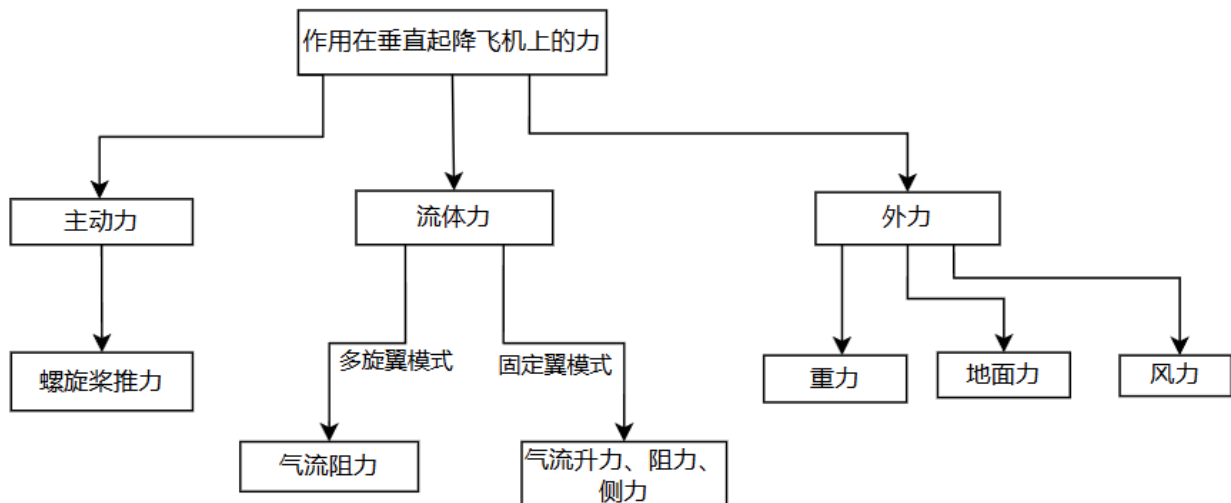 作用在垂直起降飞机上的力
主动力
流体力
外力
多旋翼模式
固定翼模式
螺旋桨推力
重力
地面力
风力
气流阻力
气流升力、阻力、
侧力